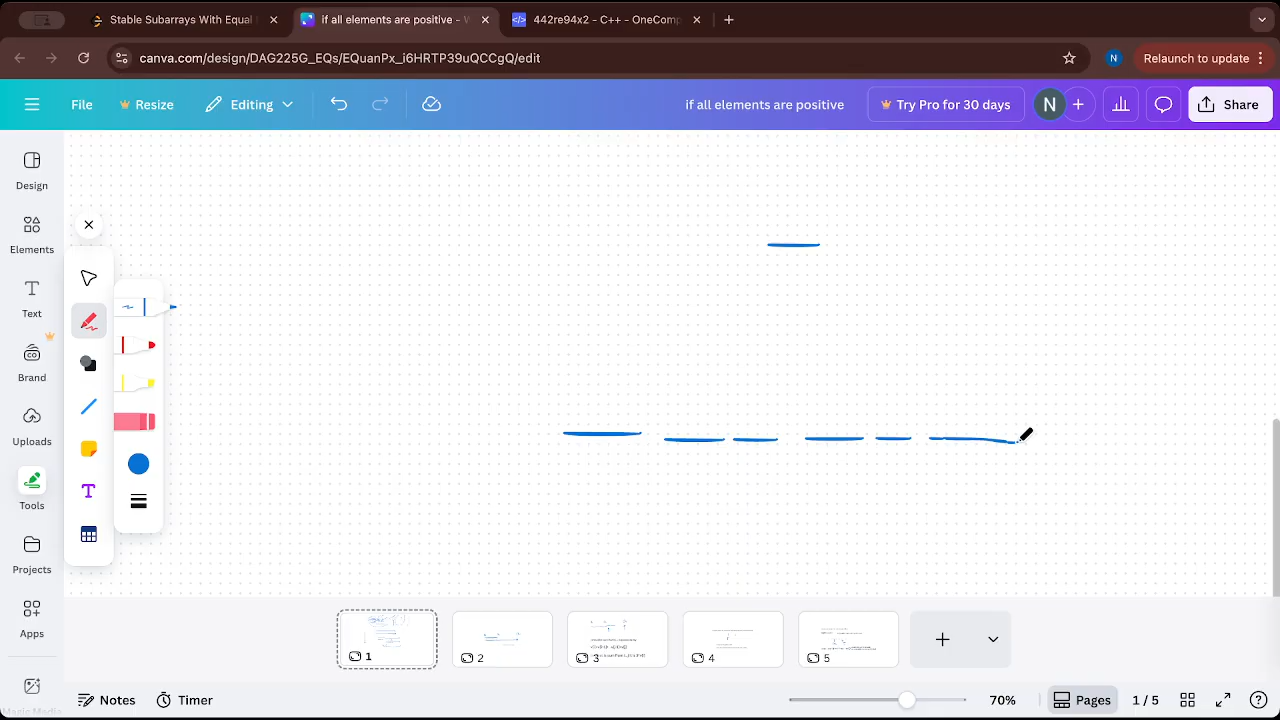 Stable Subarrays With Equal
if all elements are positive - W
442re94x2 - C++ - OneComp
canva.com/design/DAG225G_EQs/EQuanPx_i6HRTP39uQCCgQ/edit
N
Relaunch to update
File
Resize
Editing
if all elements are positive
Try Pro for 30 days
N
Share
Design
Elements
Text
Brand
Uploads
Tools
Projects
Apps
Magic Media
1
2
3
4
5
Notes
Timer
70%
Pages
1 / 5